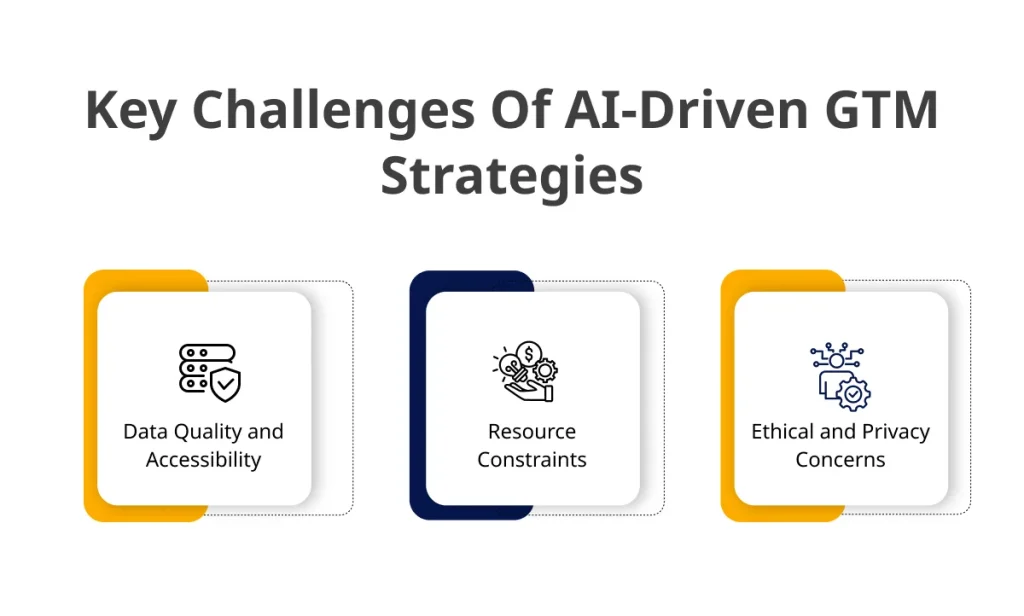 Key Challenges Of AI-Driven GTM
Strategies
Data Quality and
Accessibility
Resource
Constraints
Ethical and Privacy
Concerns